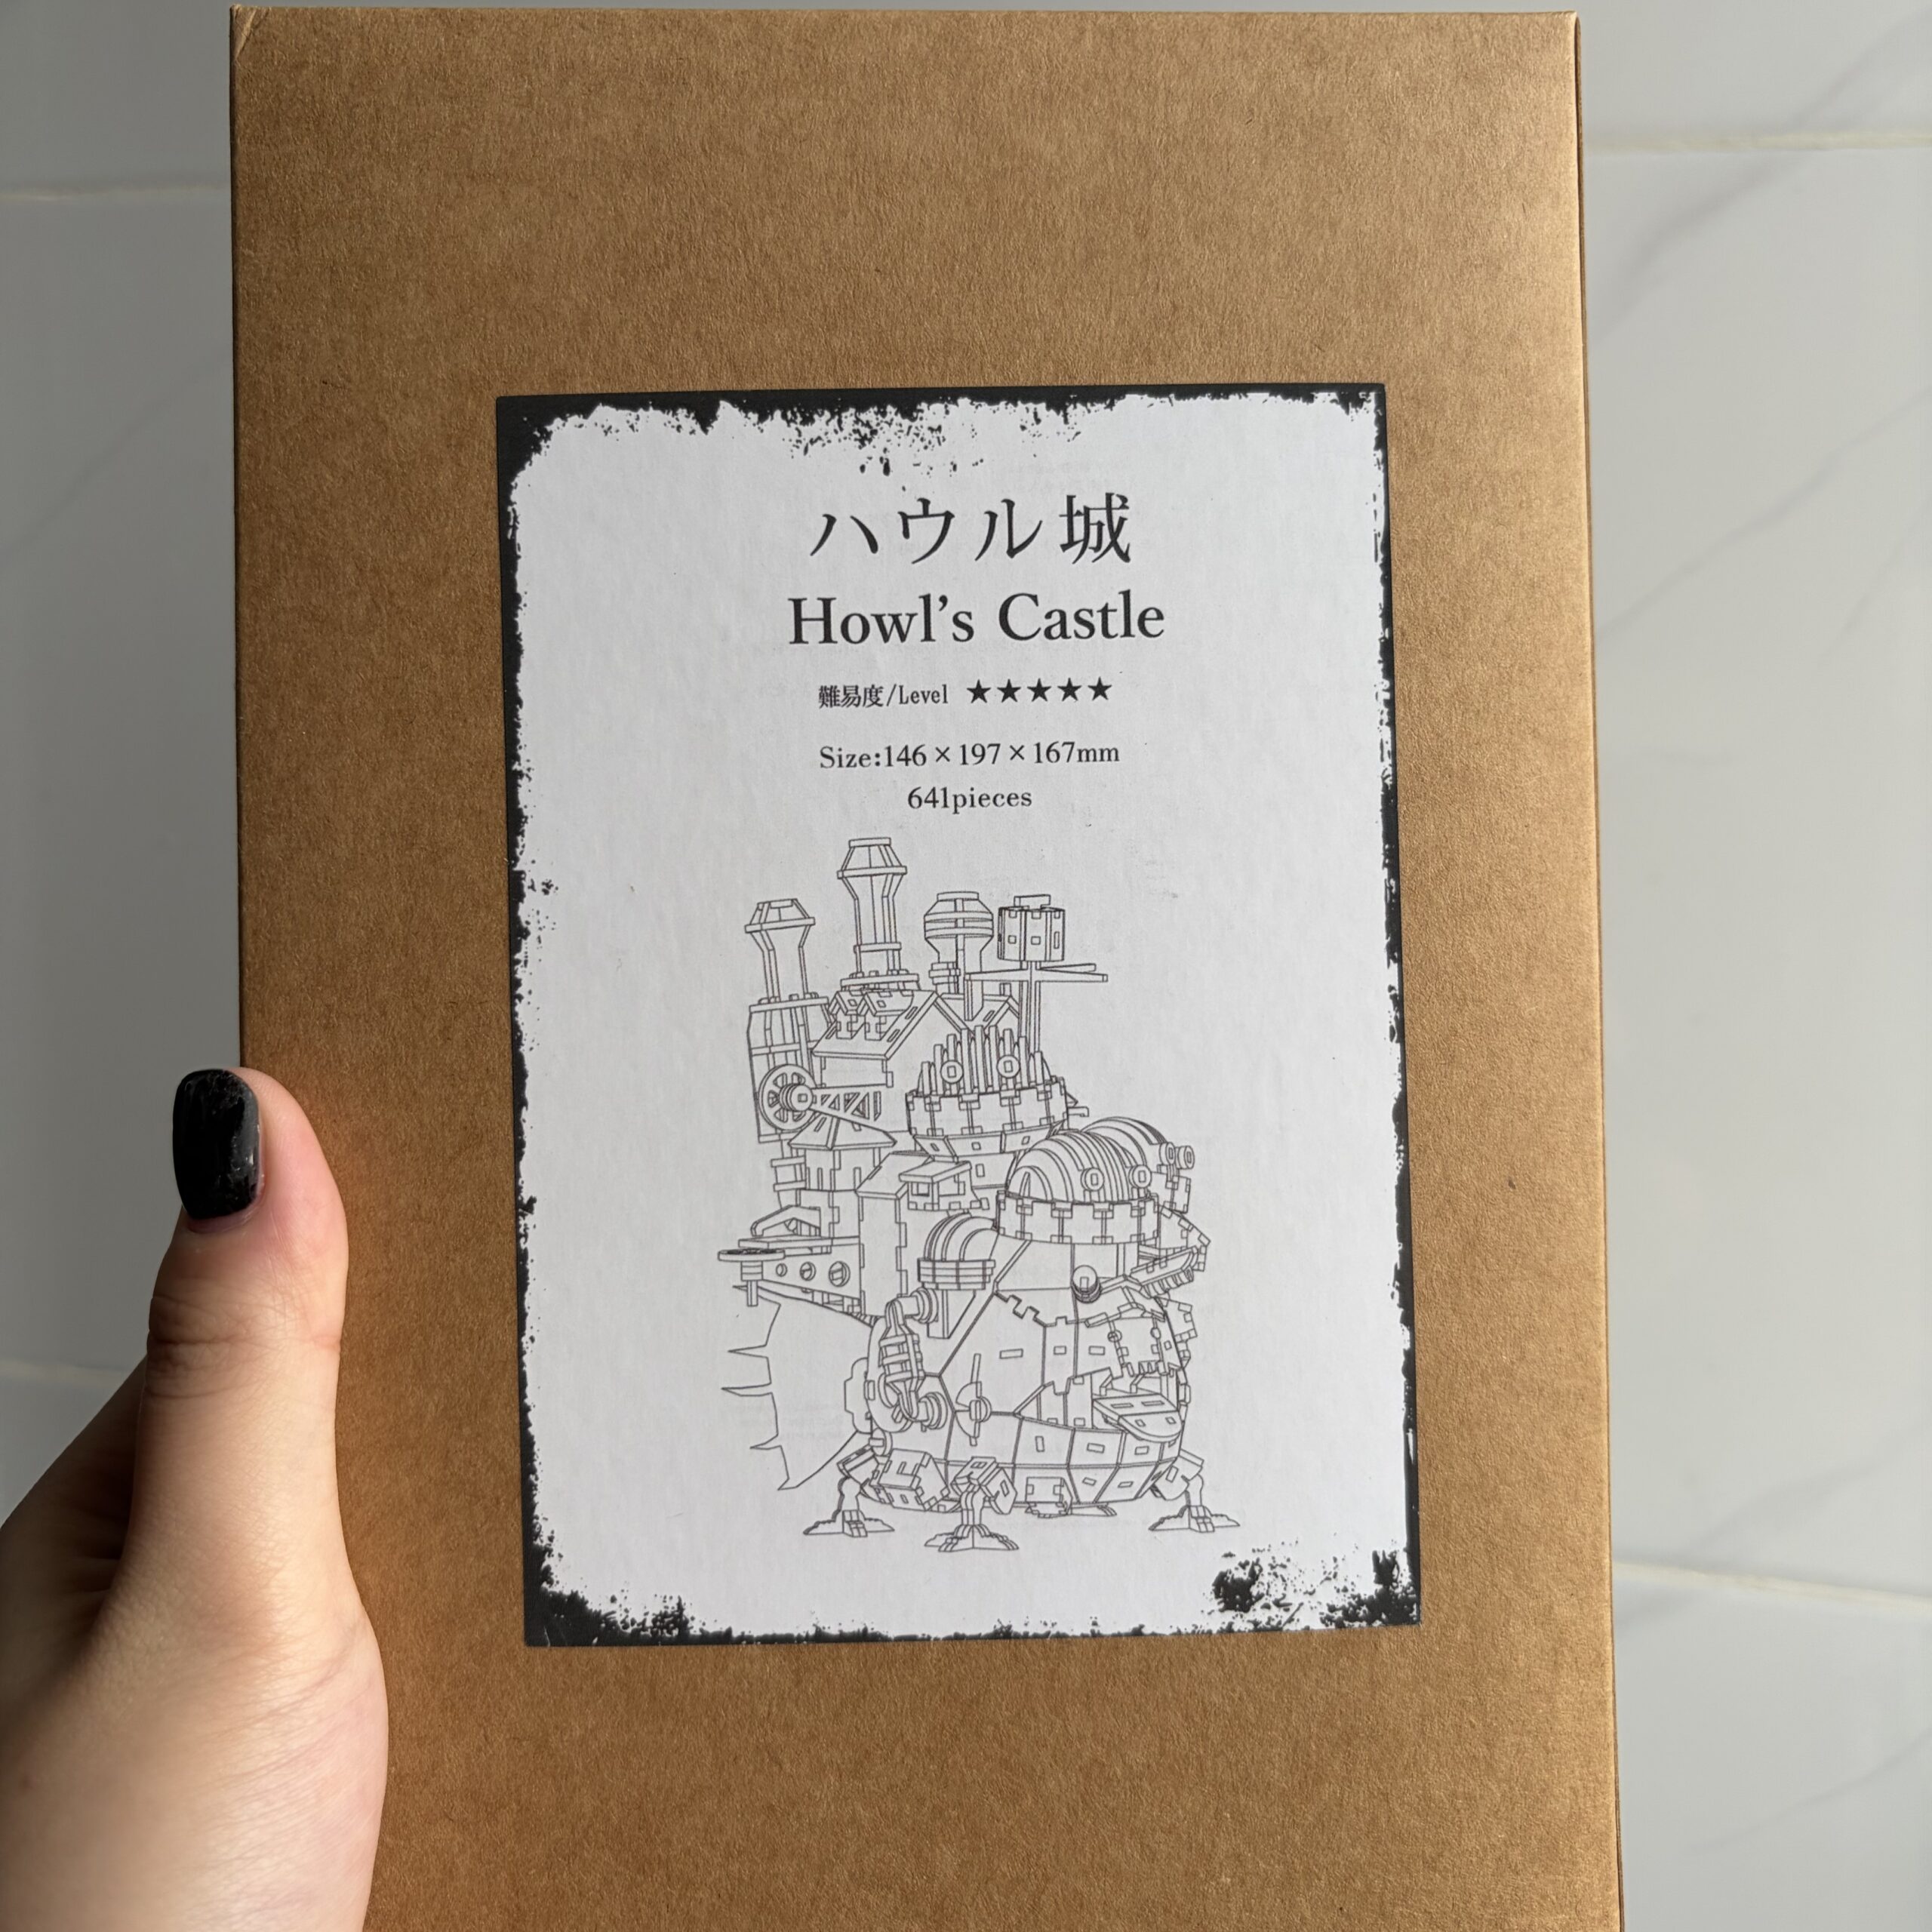 ハウル城
Howl's Castle
難易度/Level ★★★★★
Size:146×197×167mm
641pieces